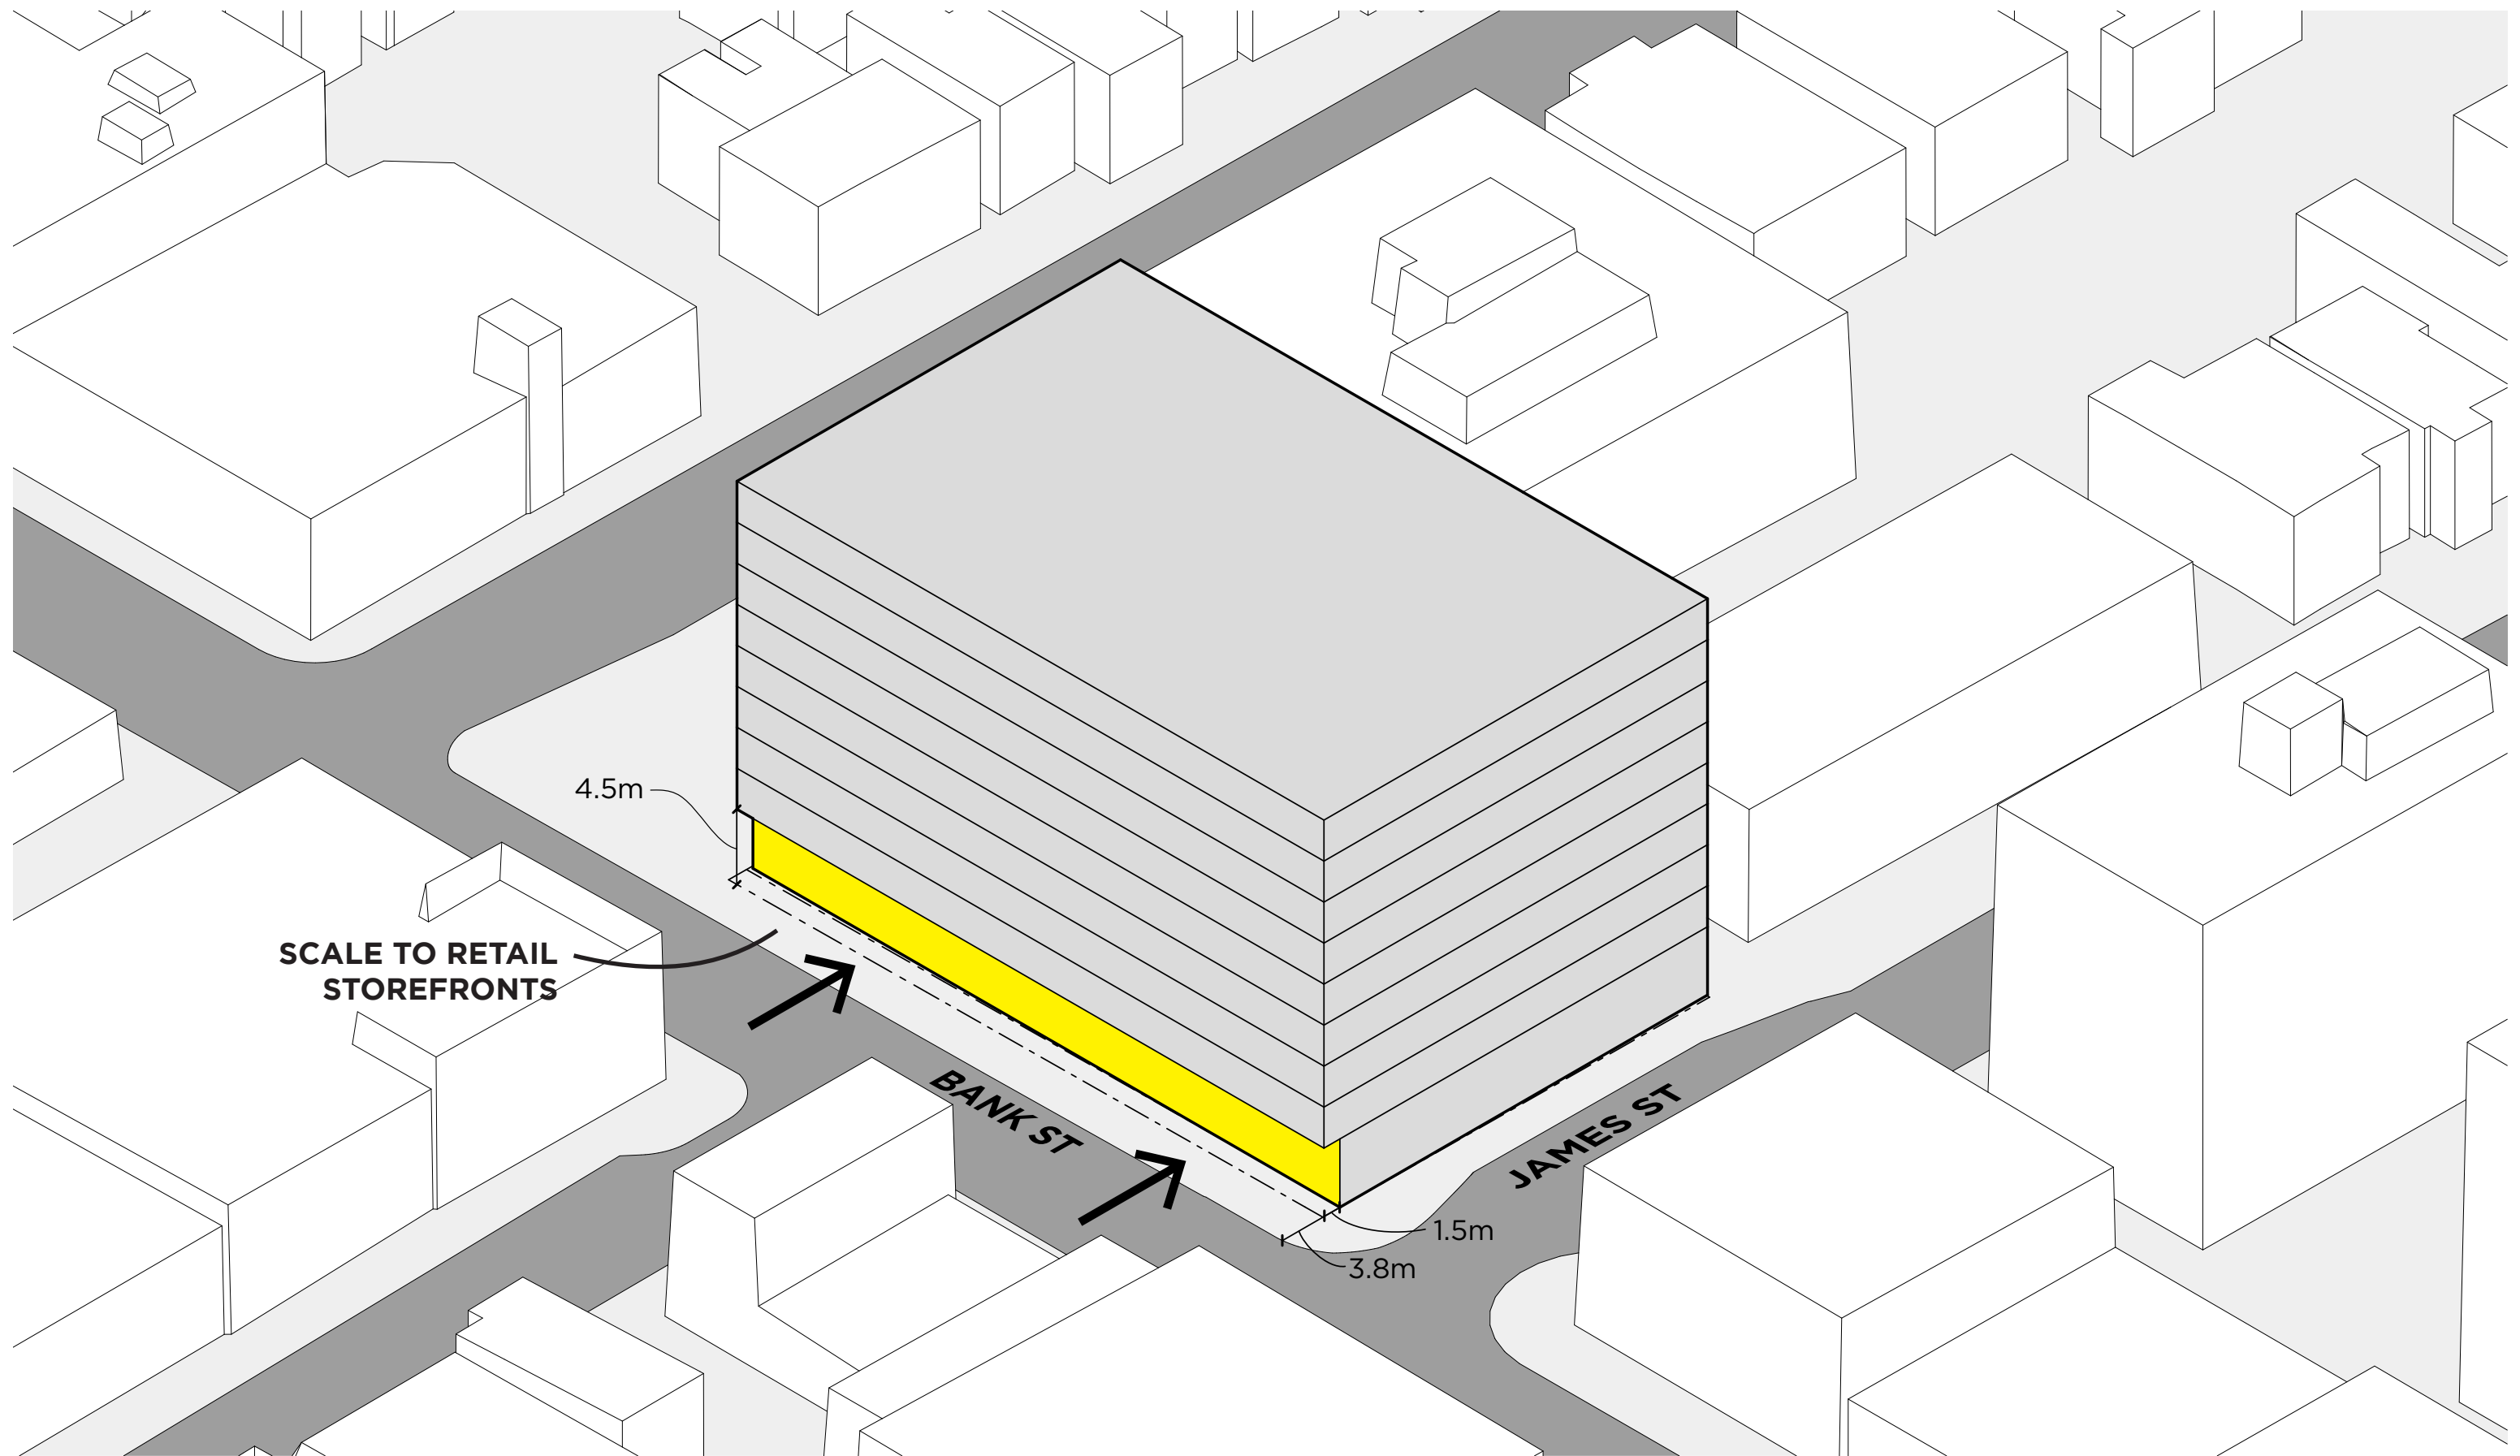 4.5m
SCALE TO RETAIL
STOREFRONTS
BANK ST
JAMES ST
1.5m
3.8m